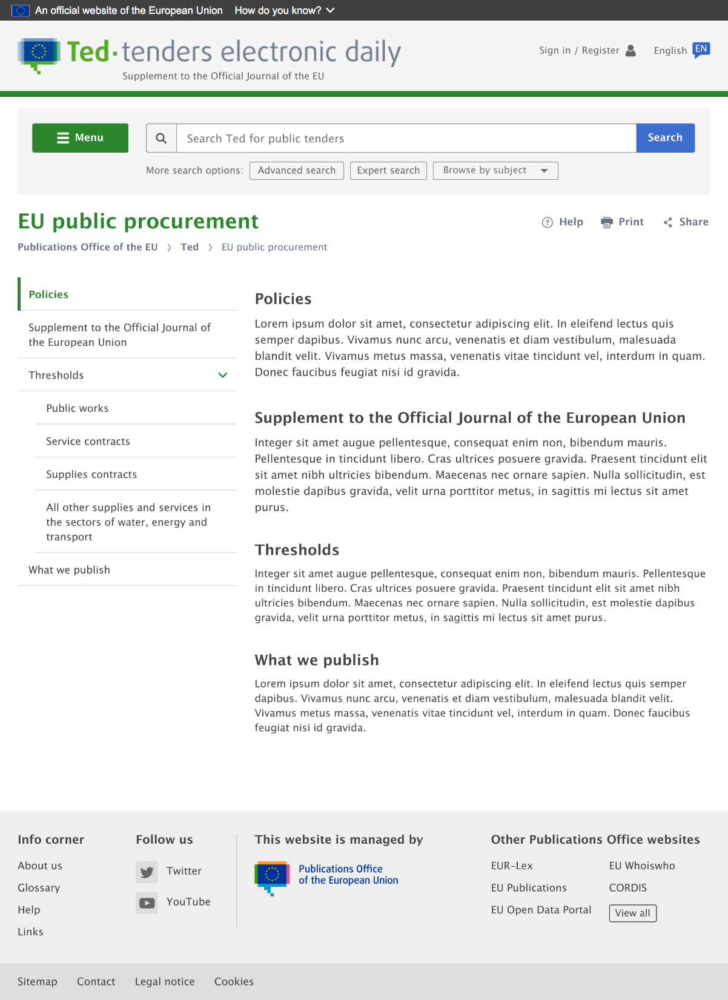 An official website of the European Union How do you know?
Ted·tenders electronic daily
Supplement to the Official Journal of the EU
Sign in / Register
English EN
Menu
Search Ted for public tenders
Search
More search options: Advanced search Expert search Browse by subject
EU public procurement
Help Print Share
Publications Office of the EU 〉 Ted 〉 EU public procurement
Policies
Supplement to the Official Journal of
the European Union
Thresholds
Public works
Service contracts
Supplies contracts
All other supplies and services in
the sectors of water, energy and
transport
What we publish
Policies
Lorem ipsum dolor sit amet, consectetur adipiscing elit. In eleifend lectus quis
semper dapibus. Vivamus nunc arcu, venenatis et diam vestibulum, malesuada
blandit velit. Vivamus metus massa, venenatis vitae tincidunt vel, interdum in quam.
Donec faucibus feugiat nisi id gravida.
Supplement to the Official Journal of the European Union
Integer sit amet augue pellentesque, consequat enim non, bibendum mauris.
Pellentesque in tincidunt libero. Cras ultrices posuere gravida. Praesent tincidunt elit
sit amet nibh ultricies bibendum. Maecenas nec ornare sapien. Nulla sollicitudin, est
molestie dapibus gravida, velit urna porttitor metus, in sagittis mi lectus sit amet
purus.
Thresholds
Integer sit amet augue pellentesque, consequat enim non, bibendum mauris. Pellentesque
in tincidunt libero. Cras ultrices posuere gravida. Praesent tincidunt elit sit amet nibh
ultricies bibendum. Maecenas nec ornare sapien. Nulla sollicitudin, est molestie dapibus
gravida, velit urna porttitor metus, in sagittis mi lectus sit amet purus.
What we publish
Lorem ipsum dolor sit amet, consectetur adipiscing elit. In eleifend lectus quis semper
dapibus. Vivamus nunc arcu, venenatis et diam vestibulum, malesuada blandit velit.
Vivamus metus massa, venenatis vitae tincidunt vel, interdum in quam. Donec faucibus
feugiat nisi id gravida.
Info corner
About us
Glossary
Help
Links
Follow us
Twitter
YouTube
This website is managed by
Publications Office
of the European Union
Other Publications Office websites
EUR-Lex
EU Publications
EU Open Data Portal
EU Whoiswho
CORDIS
View all
Sitemap Contact Legal notice Cookies